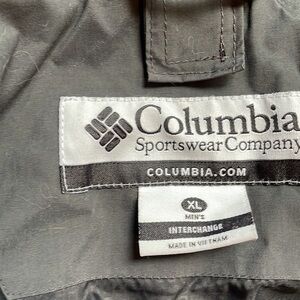 Columbia
Sportswear Company
COLUMBIA.COM
XL
MEN'S
INTERCHANGE
MADE IN VIETNAM